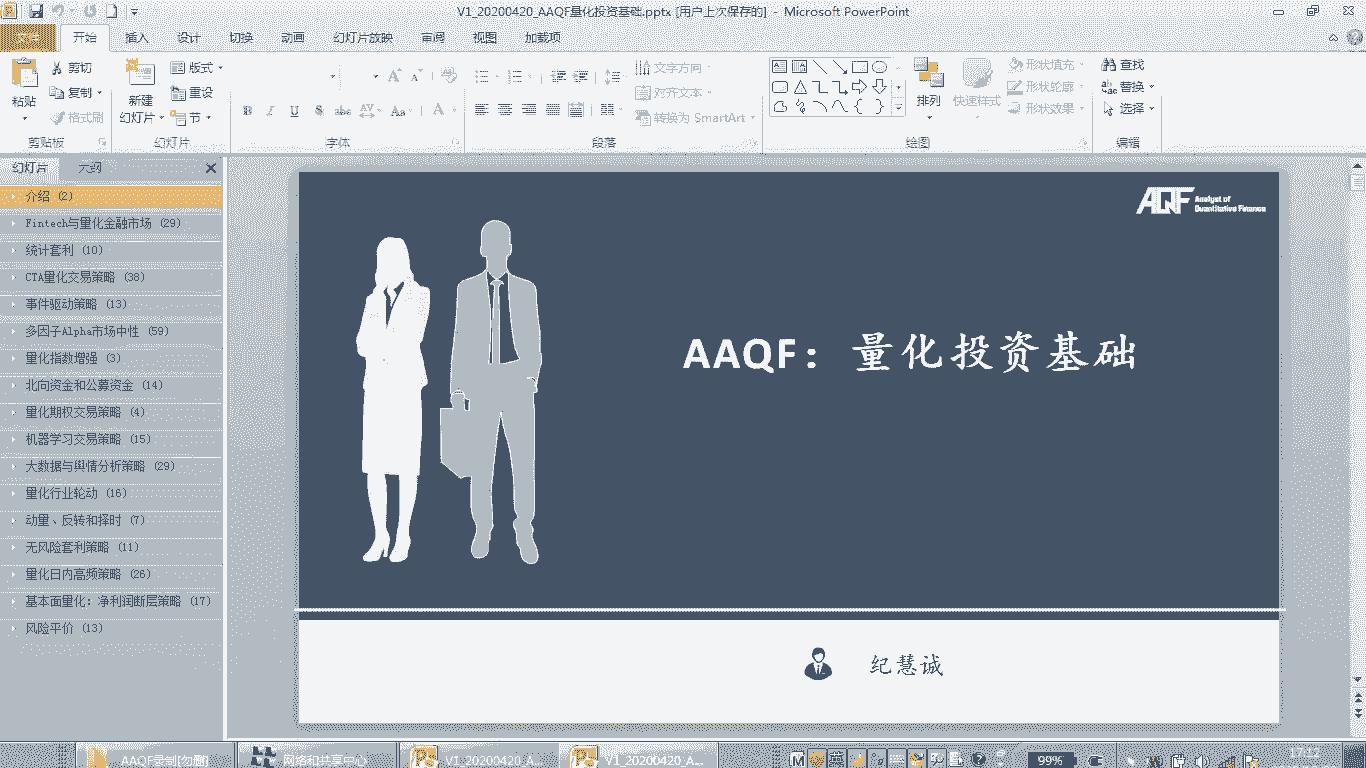 V1_20200420_AAQF量化投资基础.pptx [用户上次保存的] - Microsoft PowerPoint
文件 开始 插入 设计 切换 动画 幻灯片放映 审阅 视图 加载项
粘贴 剪切 复制 格式刷 剪贴板
新建 幻灯片 版式 重设 节 幻灯片
B I U S abc AV Aa A 字体
文字方向 对齐文本 转换为 SmartArt 段落
排列 快速样式 形状填充 形状轮廓 形状效果 绘图
查找 替换 选择 编辑
幻灯片 大纲
介绍 (2)
Fintech与量化金融市场 (29)
统计套利 (10)
CTA量化交易策略 (38)
事件驱动策略 (13)
多因子Alpha市场中性 (59)
量化指数增强 (3)
北向资金和公募资金 (14)
量化期权交易策略 (4)
机器学习交易策略 (15)
大数据与舆情分析策略 (29)
量化行业轮动 (16)
动量、反转和择时 (7)
无风险套利策略 (11)
量化日内高频策略 (26)
基本面量化：净利润断层策略 (17)
风险平价 (13)
AQF Analyst of
Quantitative Finance
AAQF：量化投资基础
纪慧诚
AAQF录制[勿删] 网络和共享中心 V1_20200420_A... V1_20200420_A... 99% 17:12